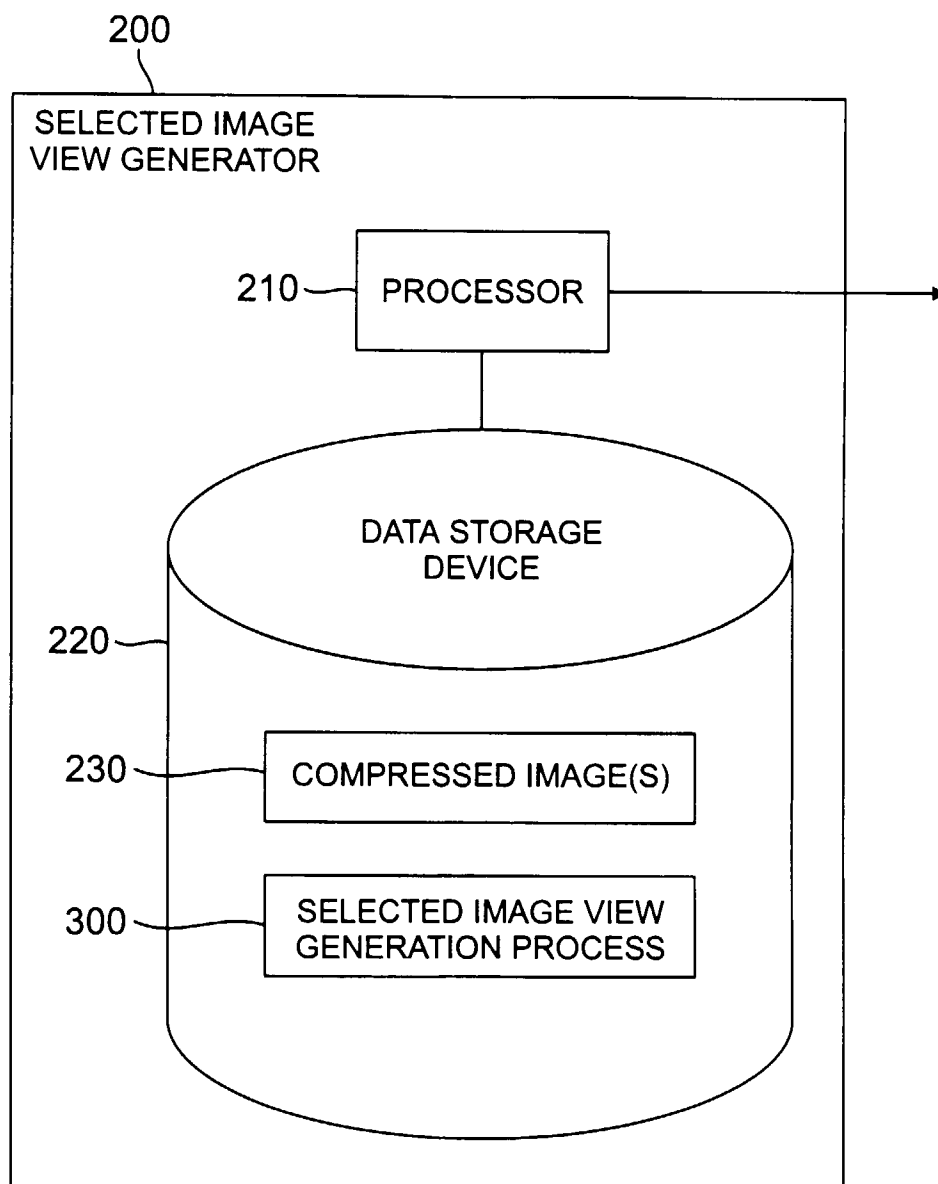 200
SELECTED IMAGE
VIEW GENERATOR
210
PROCESSOR
DATA STORAGE
DEVICE
220
230
COMPRESSED IMAGE(S)
300
SELECTED IMAGE VIEW
GENERATION PROCESS